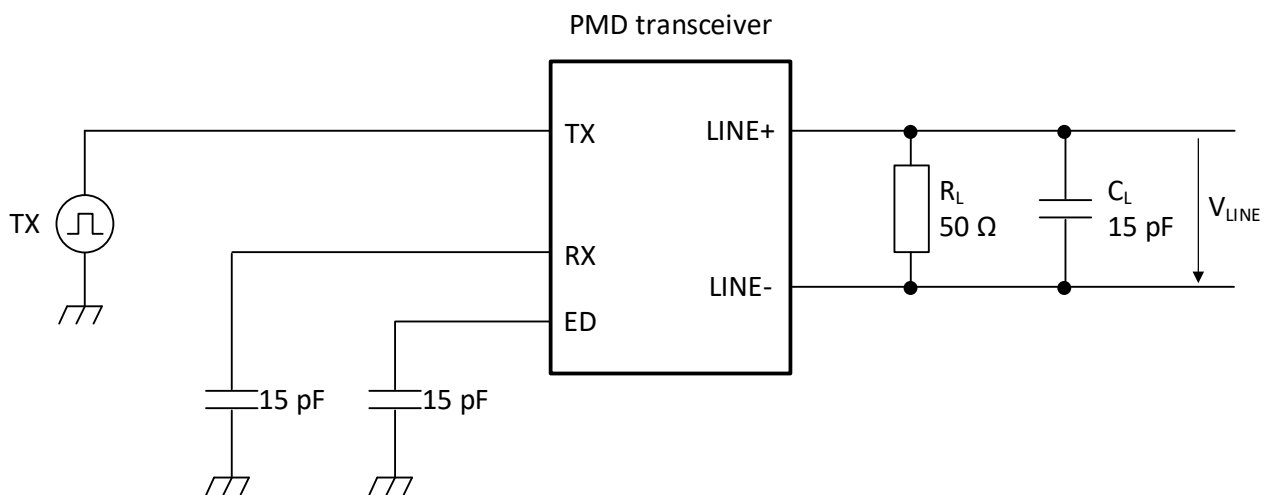 PMD transceiver
TX
LINE+
TX
R_L
50 Ω
C_L
15 pF
V_LINE
RX
LINE-
ED
15 pF
15 pF